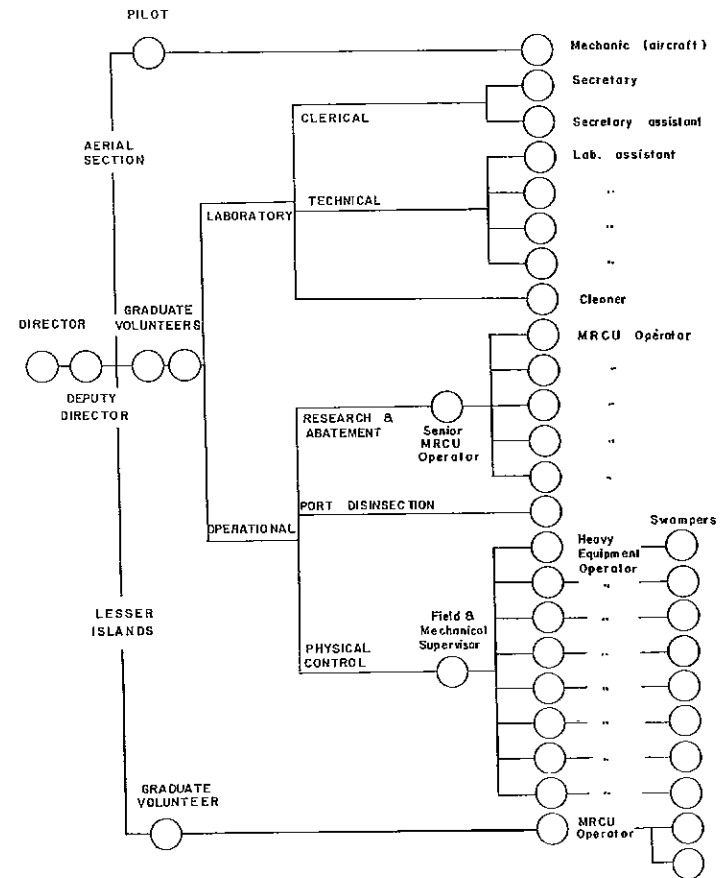 PILOT
Mechanic (aircraft)
Secretary
CLERICAL
Secretary assistant
AERIAL
SECTION
Lab. assistant
"
TECHNICAL
LABORATORY
"
"
Cleaner
GRADUATE
VOLUNTEERS
DIRECTOR
DEPUTY
DIRECTOR
MRCU Operator
"
RESEARCH &
ABATEMENT
Senior
MRCU
Operator
"
"
"
PORT DISINSECTION
OPERATIONAL
Swampers
Heavy
Equipment
Operator
"
LESSER
ISLANDS
Field &
Mechanical
Supervisor
PHYSICAL
CONTROL
"
"
"
"
"
"
GRADUATE
VOLUNTEER
MRCU
Operator